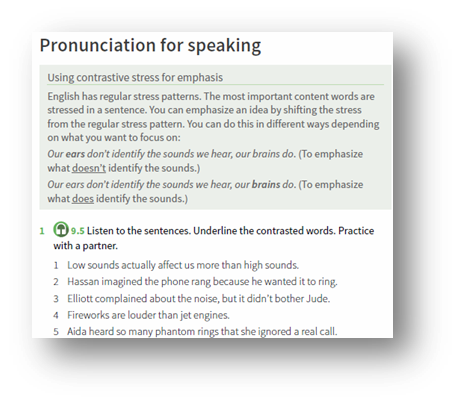 Pronunciation for speaking
Using contrastive stress for emphasis
English has regular stress patterns. The most important content words are
stressed in a sentence. You can emphasize an idea by shifting the stress
from the regular stress pattern. You can do this in different ways depending
on what you want to focus on:
Our ears don't identify the sounds we hear, our brains do. (To emphasize
what doesn't identify the sounds.)
Our ears don't identify the sounds we hear, our brains do. (To emphasize
what does identify the sounds.)
1 9.5 Listen to the sentences. Underline the contrasted words. Practice
with a partner.
1 Low sounds actually affect us more than high sounds.
2 Hassan imagined the phone rang because he wanted it to ring.
3 Elliott complained about the noise, but it didn't bother Jude.
4 Fireworks are louder than jet engines.
5 Aida heard so many phantom rings that she ignored a real call.